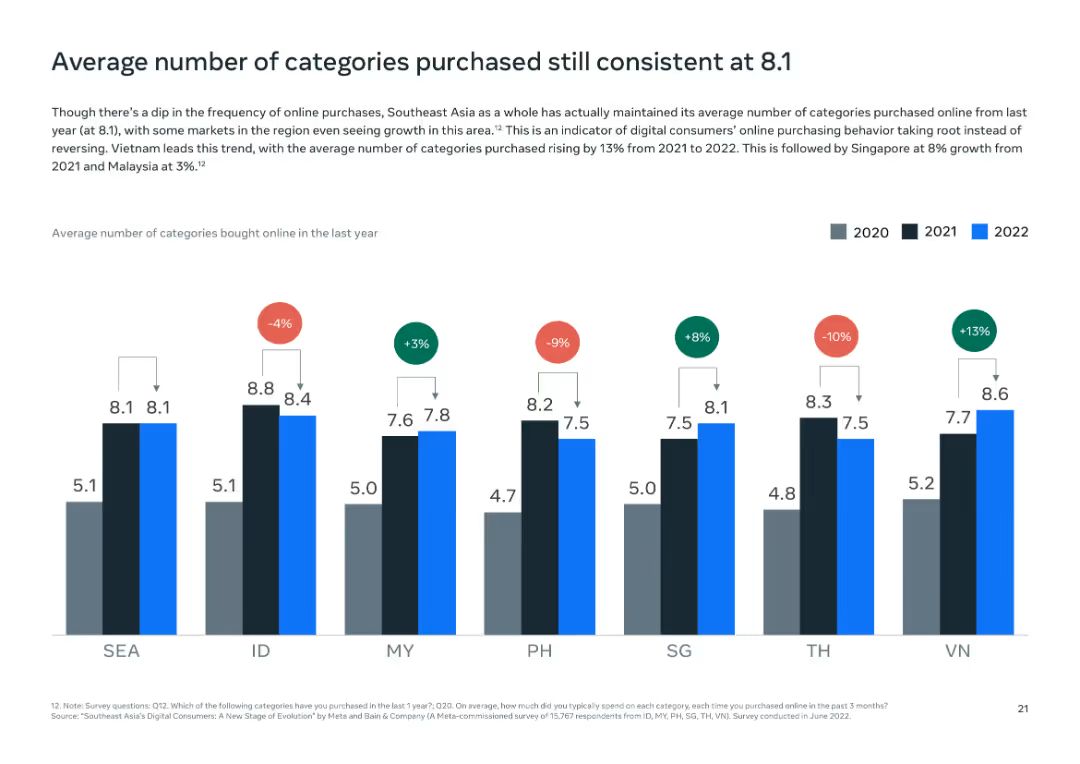 Average number of categories purchased still consistent at 8.1
Though there's a dip in the frequency of online purchases, Southeast Asia as a whole has actually maintained its average number of categories purchased online from last
year (at 8.1), with some markets in the region even seeing growth in this area.¹² This is an indicator of digital consumers' online purchasing behavior taking root instead of
reversing. Vietnam leads this trend, with the average number of categories purchased rising by 13% from 2021 to 2022. This is followed by Singapore at 8% growth from
2021 and Malaysia at 3%.¹²
Average number of categories bought online in the last year
2020 2021 2022
-4% +3% -9% +8% -10% +13%
5.1 8.1 8.1
5.1 8.8 8.4
5.0 7.6 7.8
4.7 8.2 7.5
5.0 7.5 8.1
4.8 8.3 7.5
5.2 7.7 8.6
SEA ID MY PH SG TH VN
12. Note: Survey questions: Q12. Which of the following categories have you purchased in the last 1 year?; Q20. On average, how much did you typically spend on each category, each time you purchased online in the past 3 months?
Source: "Southeast Asia's Digital Consumers: A New Stage of Evolution" by Meta and Bain & Company (A Meta-commissioned survey of 15,767 respondents from ID, MY, PH, SG, TH, VN). Survey conducted in June 2022.
21